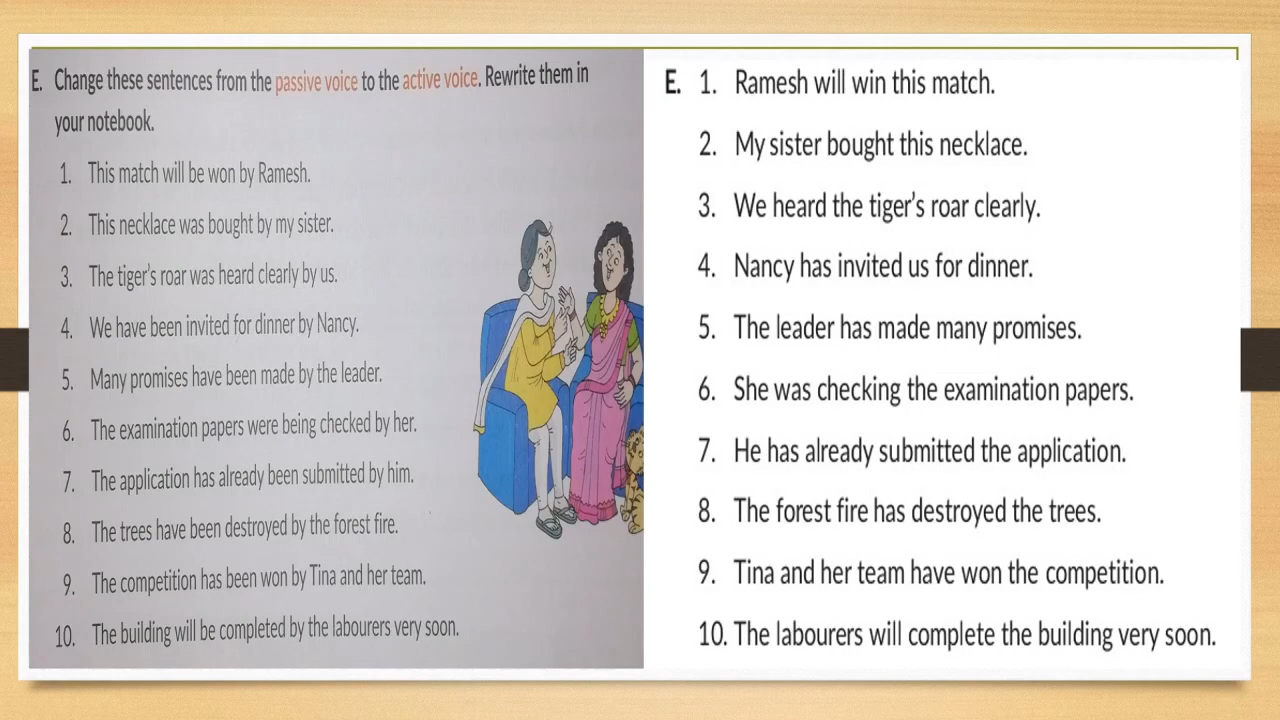 E. Change these sentences from the passive voice to the active voice. Rewrite them in
your notebook.
1. This match will be won by Ramesh.
2. This necklace was bought by my sister.
3. The tiger's roar was heard clearly by us.
4. We have been invited for dinner by Nancy.
5. Many promises have been made by the leader.
6. The examination papers were being checked by her.
7. The application has already been submitted by him.
8. The trees have been destroyed by the forest fire.
9. The competition has been won by Tina and her team.
10. The building will be completed by the labourers very soon.
E. 1. Ramesh will win this match.
2. My sister bought this necklace.
3. We heard the tiger's roar clearly.
4. Nancy has invited us for dinner.
5. The leader has made many promises.
6. She was checking the examination papers.
7. He has already submitted the application.
8. The forest fire has destroyed the trees.
9. Tina and her team have won the competition.
10. The labourers will complete the building very soon.